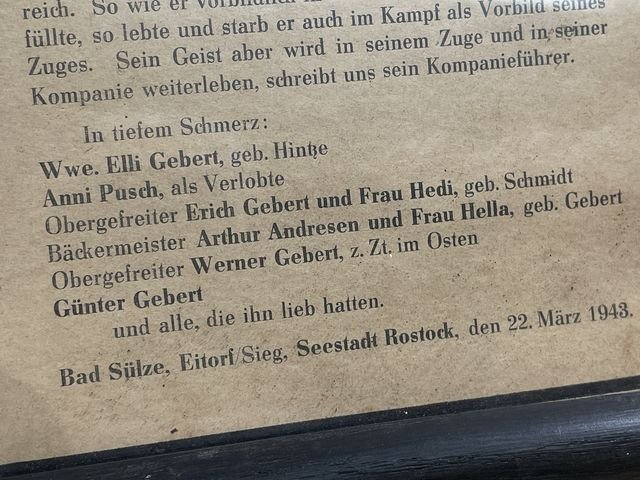 reich. So wie er vorbildlich
füllte, so lebte und starb er auch im Kampf als Vorbild seines
Zuges. Sein Geist aber wird in seinem Zuge und in seiner
Kompanie weiterleben, schreibt uns sein Kompanieführer.
In tiefem Schmerz:
Wwe. Elli Gebert, geb. Hintze
Anni Pusch, als Verlobte
Obergefreiter Erich Gebert und Frau Hedi, geb. Schmidt
Bäckermeister Arthur Andresen und Frau Hella, geb. Gebert
Obergefreiter Werner Gebert, z. Zt. im Osten
Günter Gebert
und alle, die ihn lieb hatten.
Bad Sülze, Eitorf/Sieg, Seestadt Rostock, den 22. März 1943.